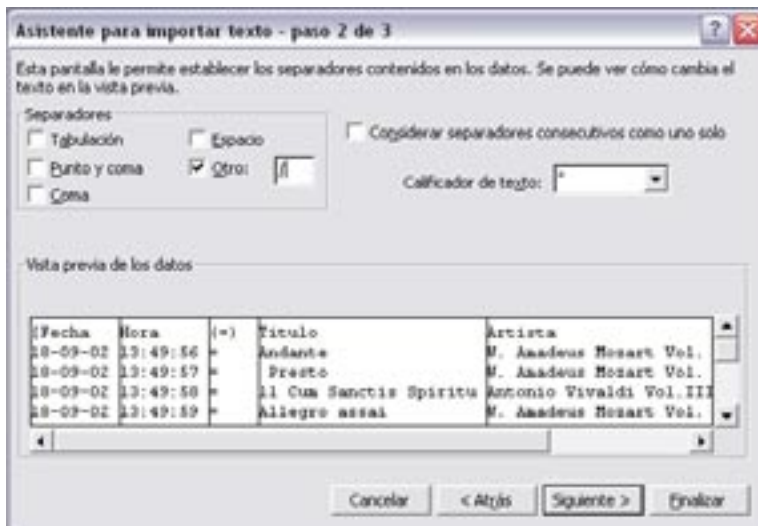 Asistente para importar texto - paso 2 de 3
Esta pantalla le permite establecer los separadores contenidos en los datos. Se puede ver cómo cambia el
texto en la vista previa.
Separadores
Tabulación
Espacio
Considerar separadores consecutivos como uno solo
Punto y coma
Otro: /
Calificador de texto: "
Coma
Vista previa de los datos
[Fecha Hora (=) Titulo Artista
18-09-02 13:49:56 = Andante W. Amadeus Mozart Vol.
18-09-02 13:49:57 = Presto
18-09-02 13:49:58 = 11 Cum Sanctis Spiritu Antonio Vivaldi Vol.III
18-09-02 13:49:59 = Allegro assai W. Amadeus Mozart Vol.
Cancelar
< Atrás
Siguiente >
Finalizar